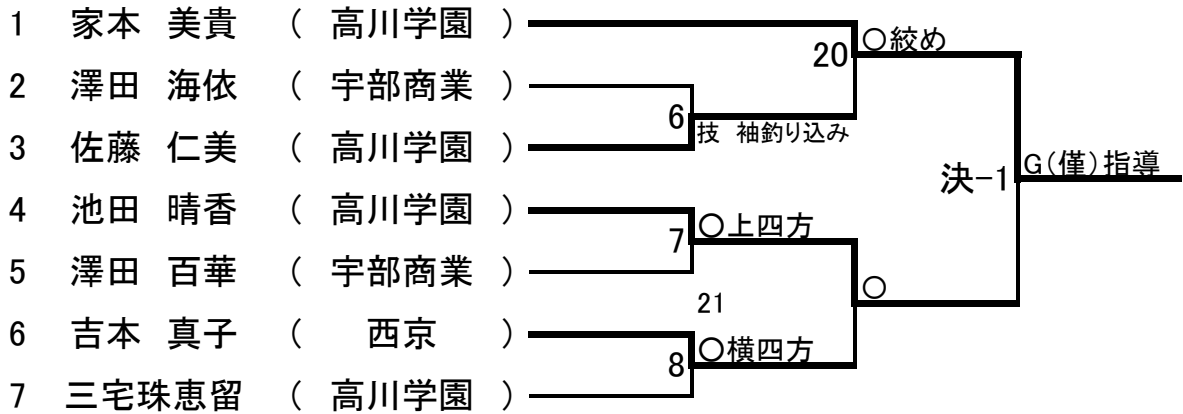 1 家本 美貴 ( 高川学園 )
20 〇絞め
2 澤田 海依 ( 宇部商業 )
6 技 袖釣り込み
3 佐藤 仁美 ( 高川学園 )
決-1 G(僅)指導
4 池田 晴香 ( 高川学園 )
7 〇上四方
5 澤田 百華 ( 宇部商業 )
21 〇
6 吉本 真子 ( 西京 )
8 〇横四方
7 三宅珠恵留 ( 高川学園 )